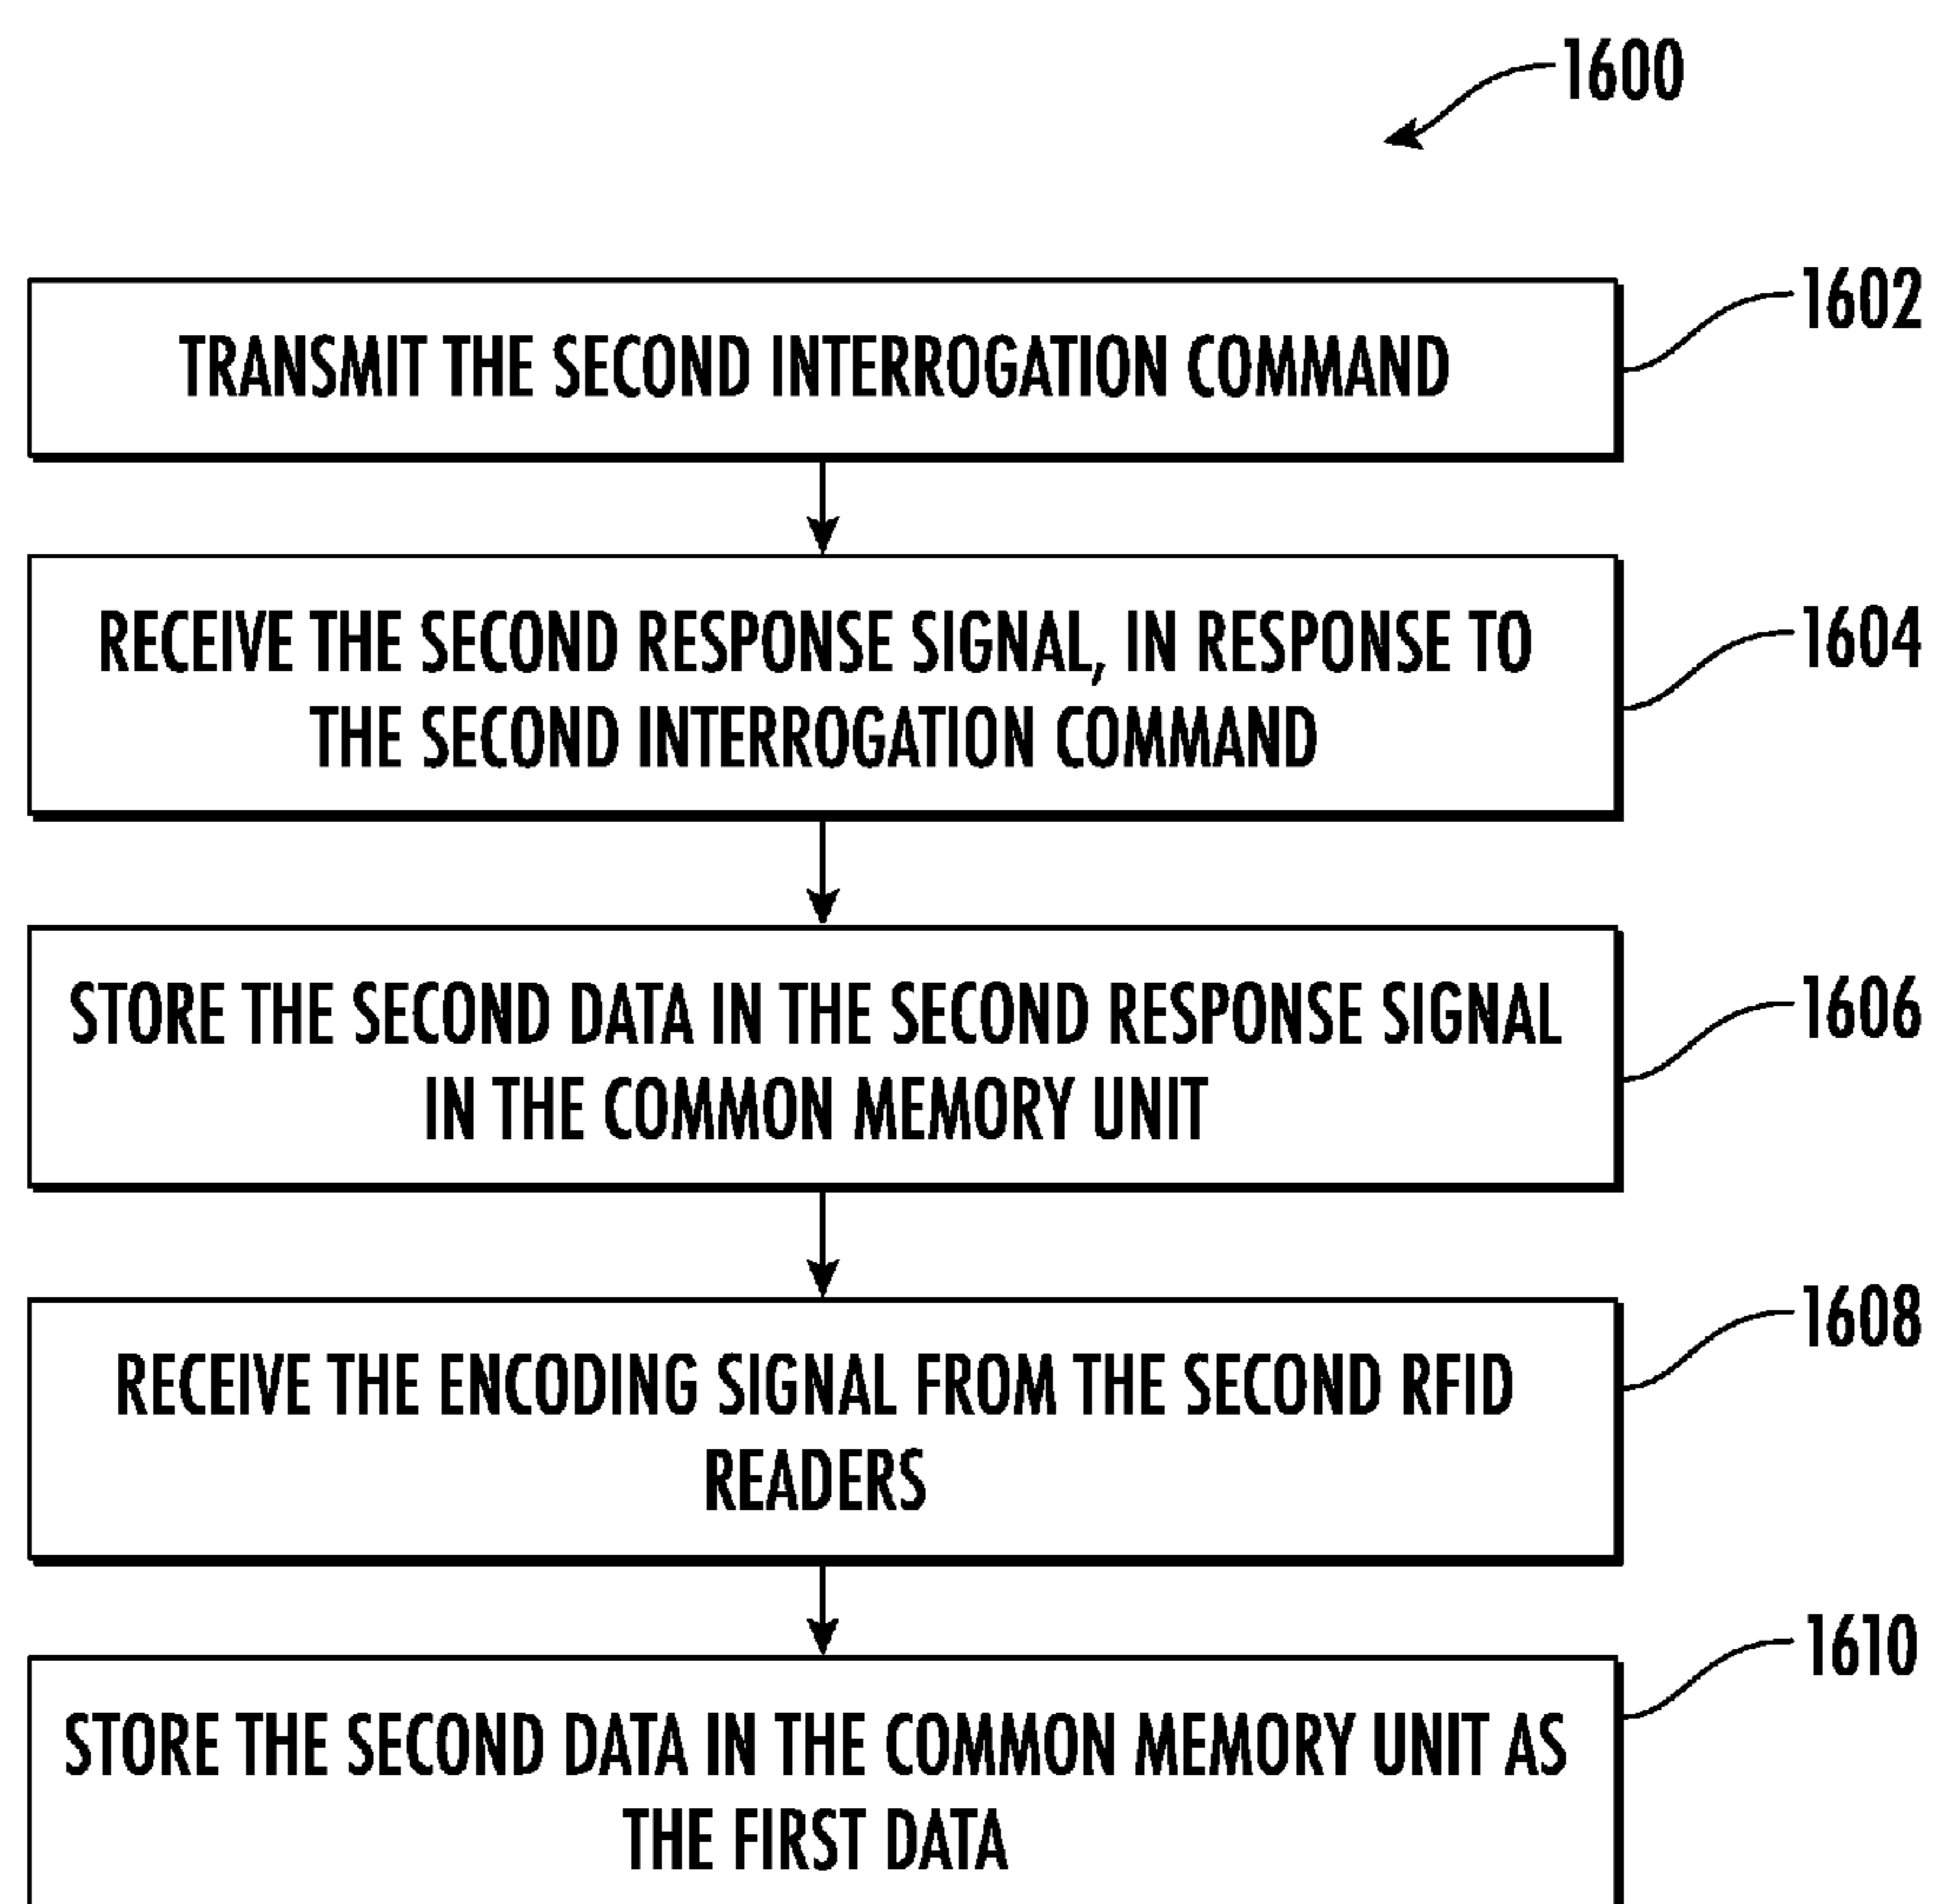 1600
TRANSMIT THE SECOND INTERROGATION COMMAND
1602
RECEIVE THE SECOND RESPONSE SIGNAL, IN RESPONSE TO
THE SECOND INTERROGATION COMMAND
1604
STORE THE SECOND DATA IN THE SECOND RESPONSE SIGNAL
IN THE COMMON MEMORY UNIT
1606
RECEIVE THE ENCODING SIGNAL FROM THE SECOND RFID
READERS
1608
STORE THE SECOND DATA IN THE COMMON MEMORY UNIT AS
THE FIRST DATA
1610